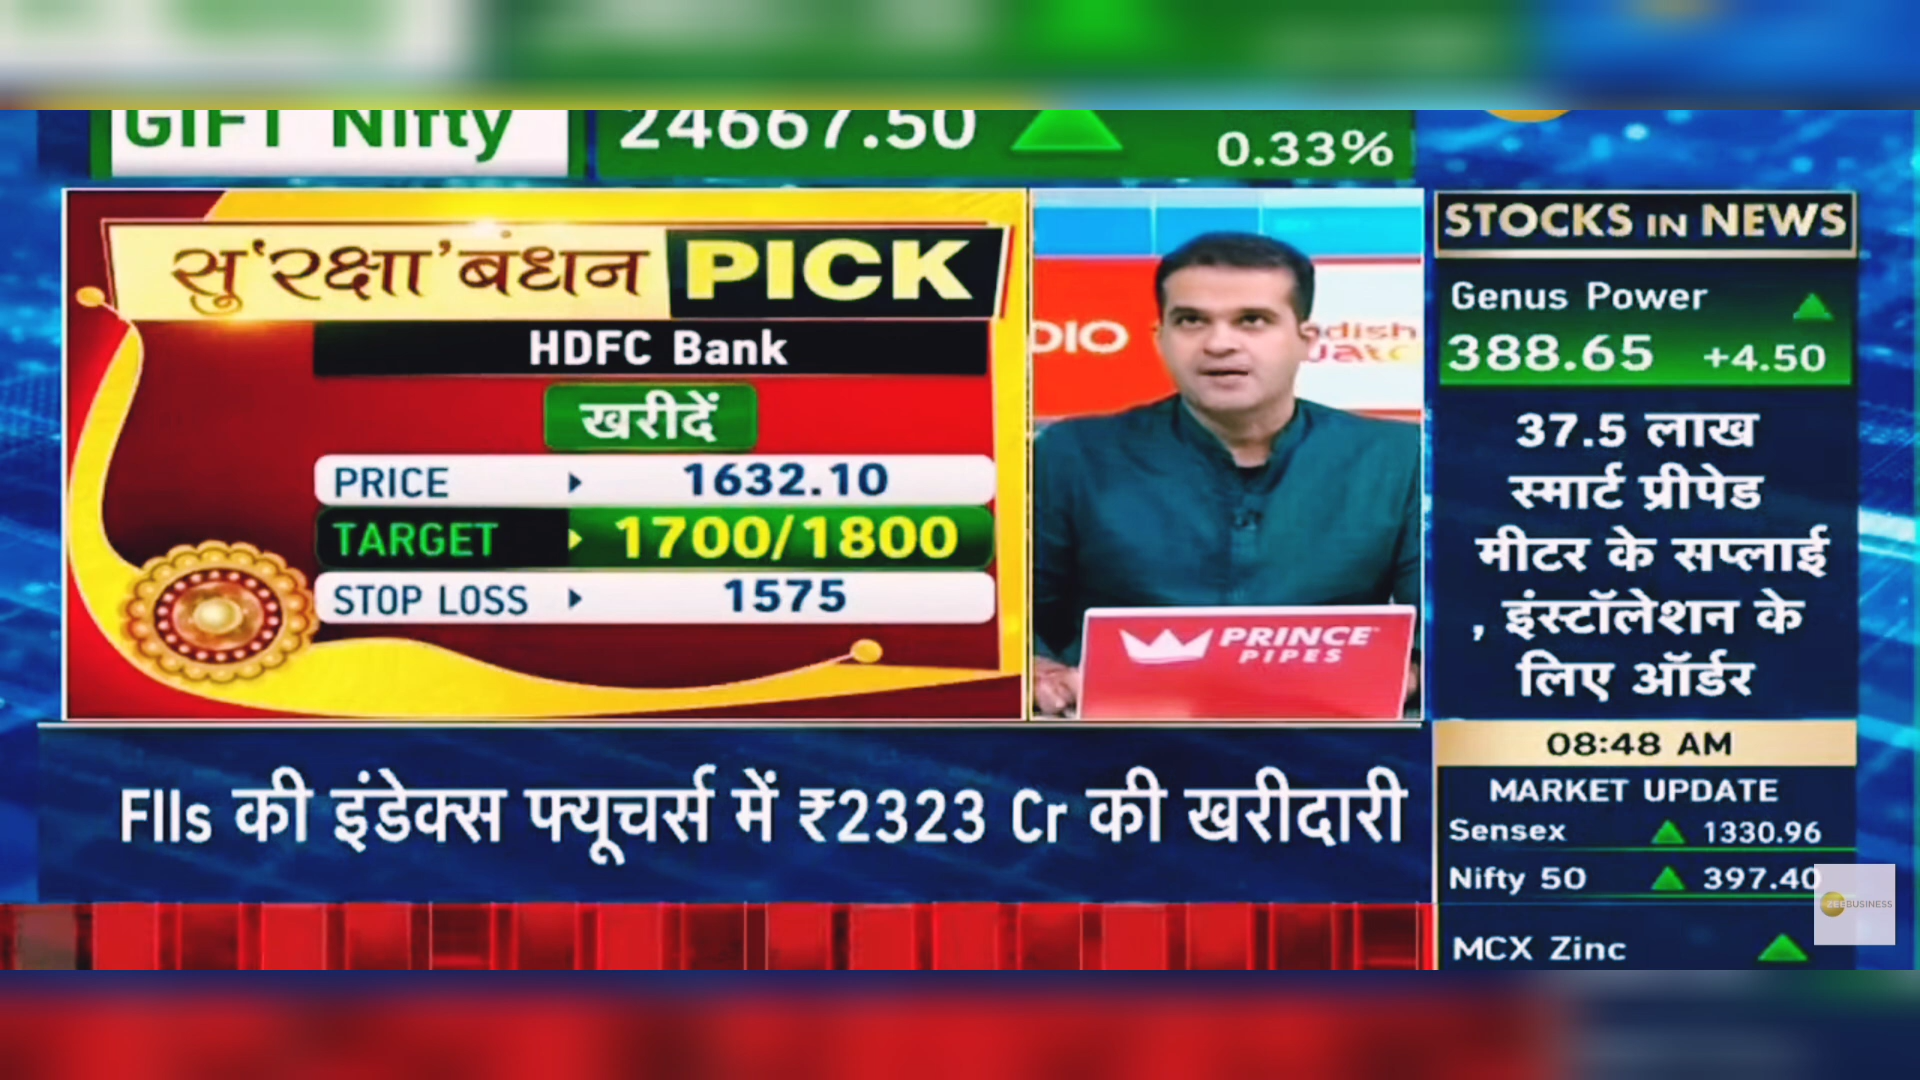 GIFT Nifty
24667.50
0.33%
सु'रक्षा'बंधन PICK
HDFC Bank
खरीदें
PRICE 1632.10
TARGET 1700/1800
STOP LOSS 1575
PRINCE
PIPES
FIIs की इंडेक्स फ्यूचर्स में ₹2323 Cr की खरीदारी
STOCKS IN NEWS
Genus Power
388.65 +4.50
37.5 लाख
स्मार्ट प्रीपेड
मीटर के सप्लाई
, इंस्टॉलेशन के
लिए ऑर्डर
08:48 AM
MARKET UPDATE
Sensex 1330.96
Nifty 50 397.40
MCX Zinc
ZEEBUSINESS